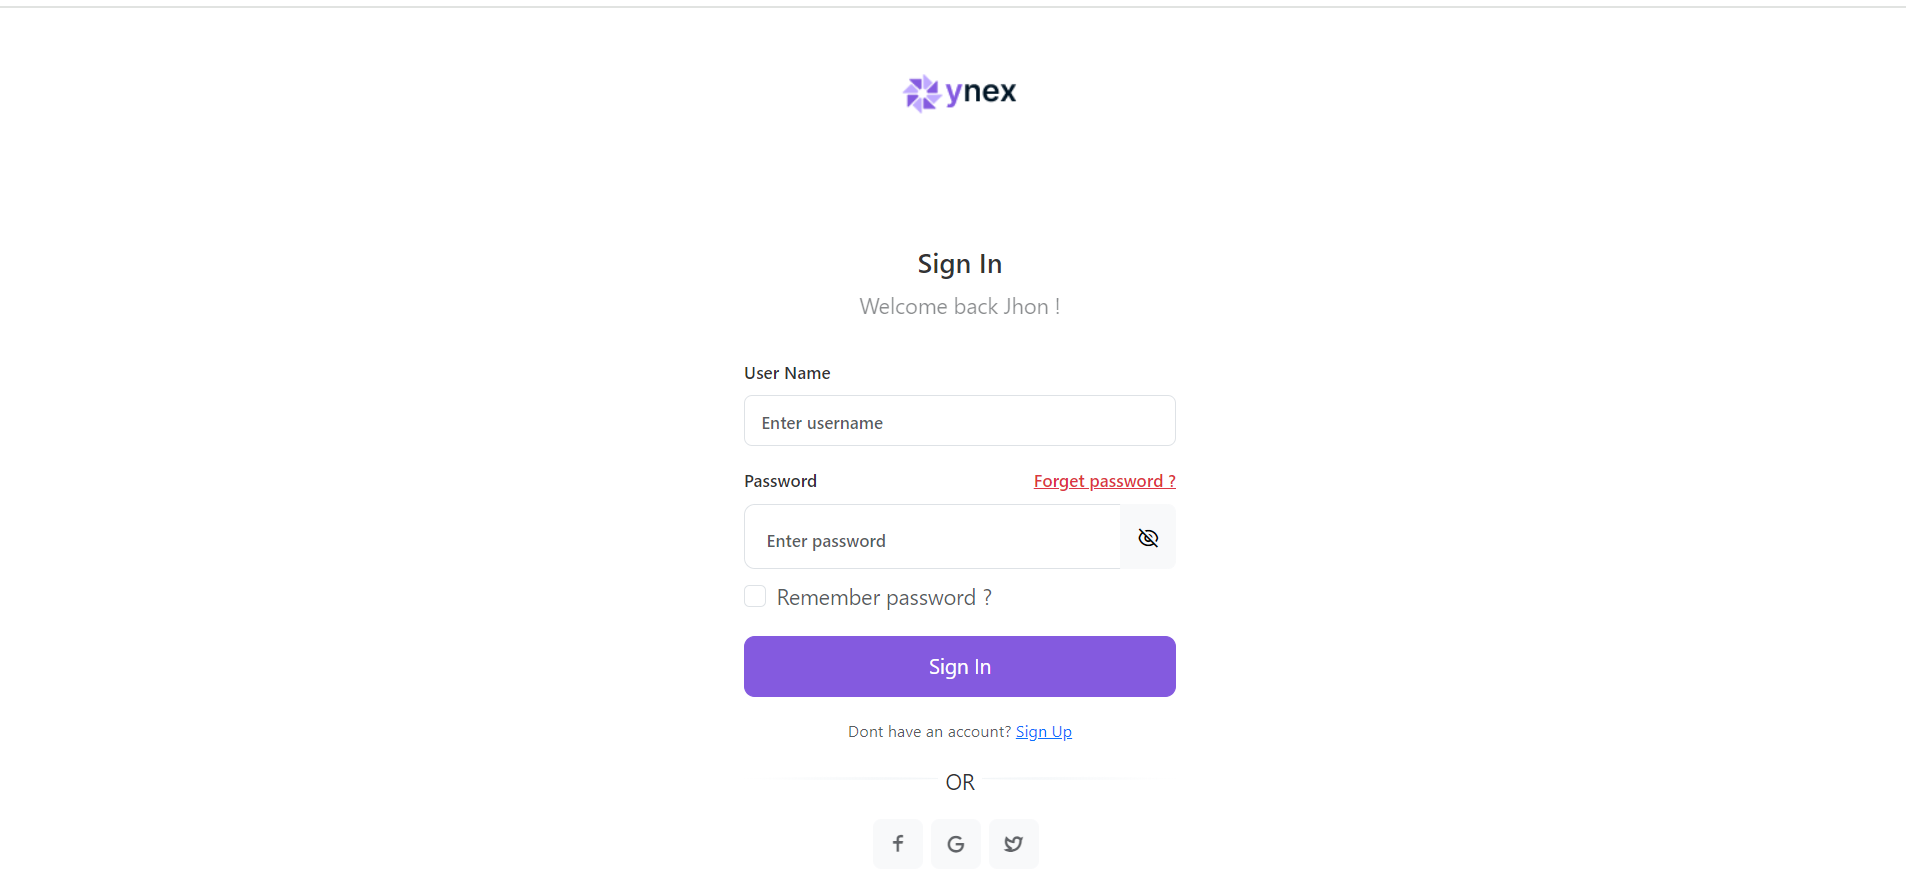 ynex
Sign In
Welcome back Jhon !
User Name
Enter username
Password Forget password ?
Enter password
Remember password ?
Sign In
Dont have an account? Sign Up
OR